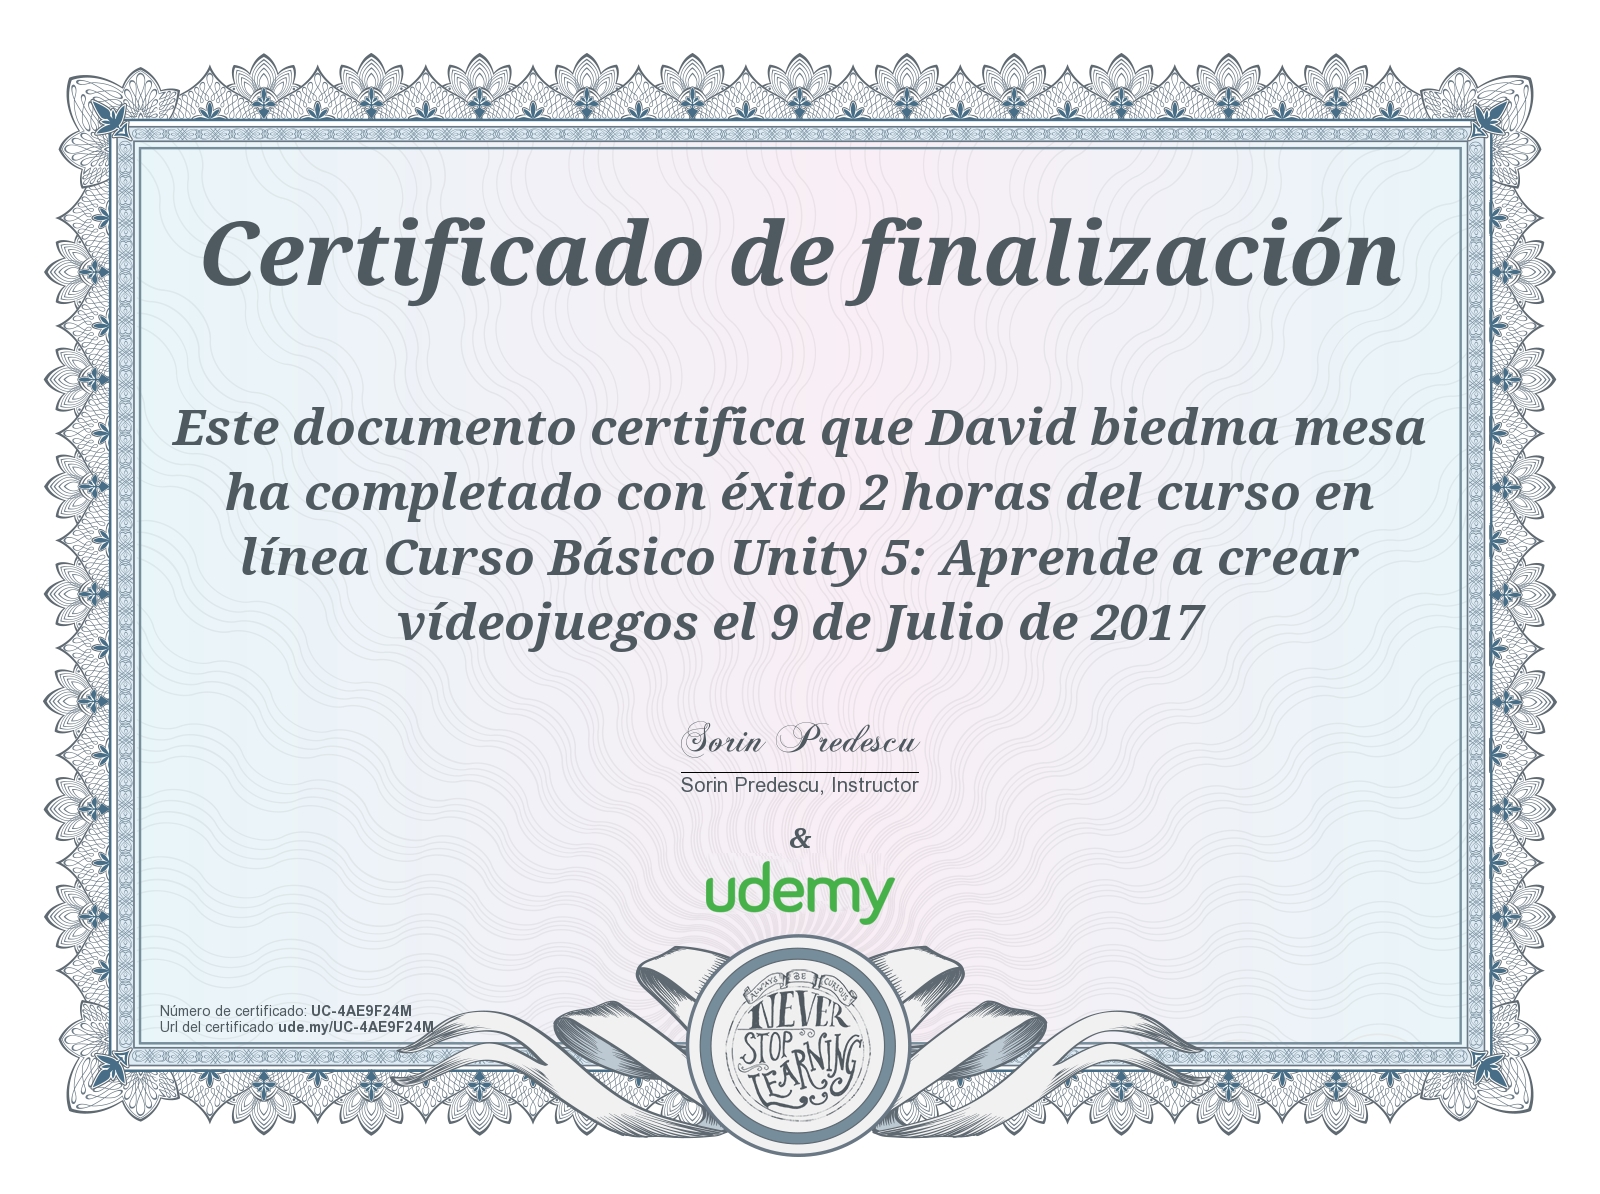 Certificado de finalización
Este documento certifica que David biedma mesa
ha completado con éxito 2 horas del curso en
línea Curso Básico Unity 5: Aprende a crear
vídeojuegos el 9 de Julio de 2017
Sorin Predescu
Sorin Predescu, Instructor
&
udemy
Número de certificado: UC-4AE9F24M
Url del certificado ude.my/UC-4AE9F24M
ALWAYS BE CURIOUS
NEVER
STOP
LEARNING